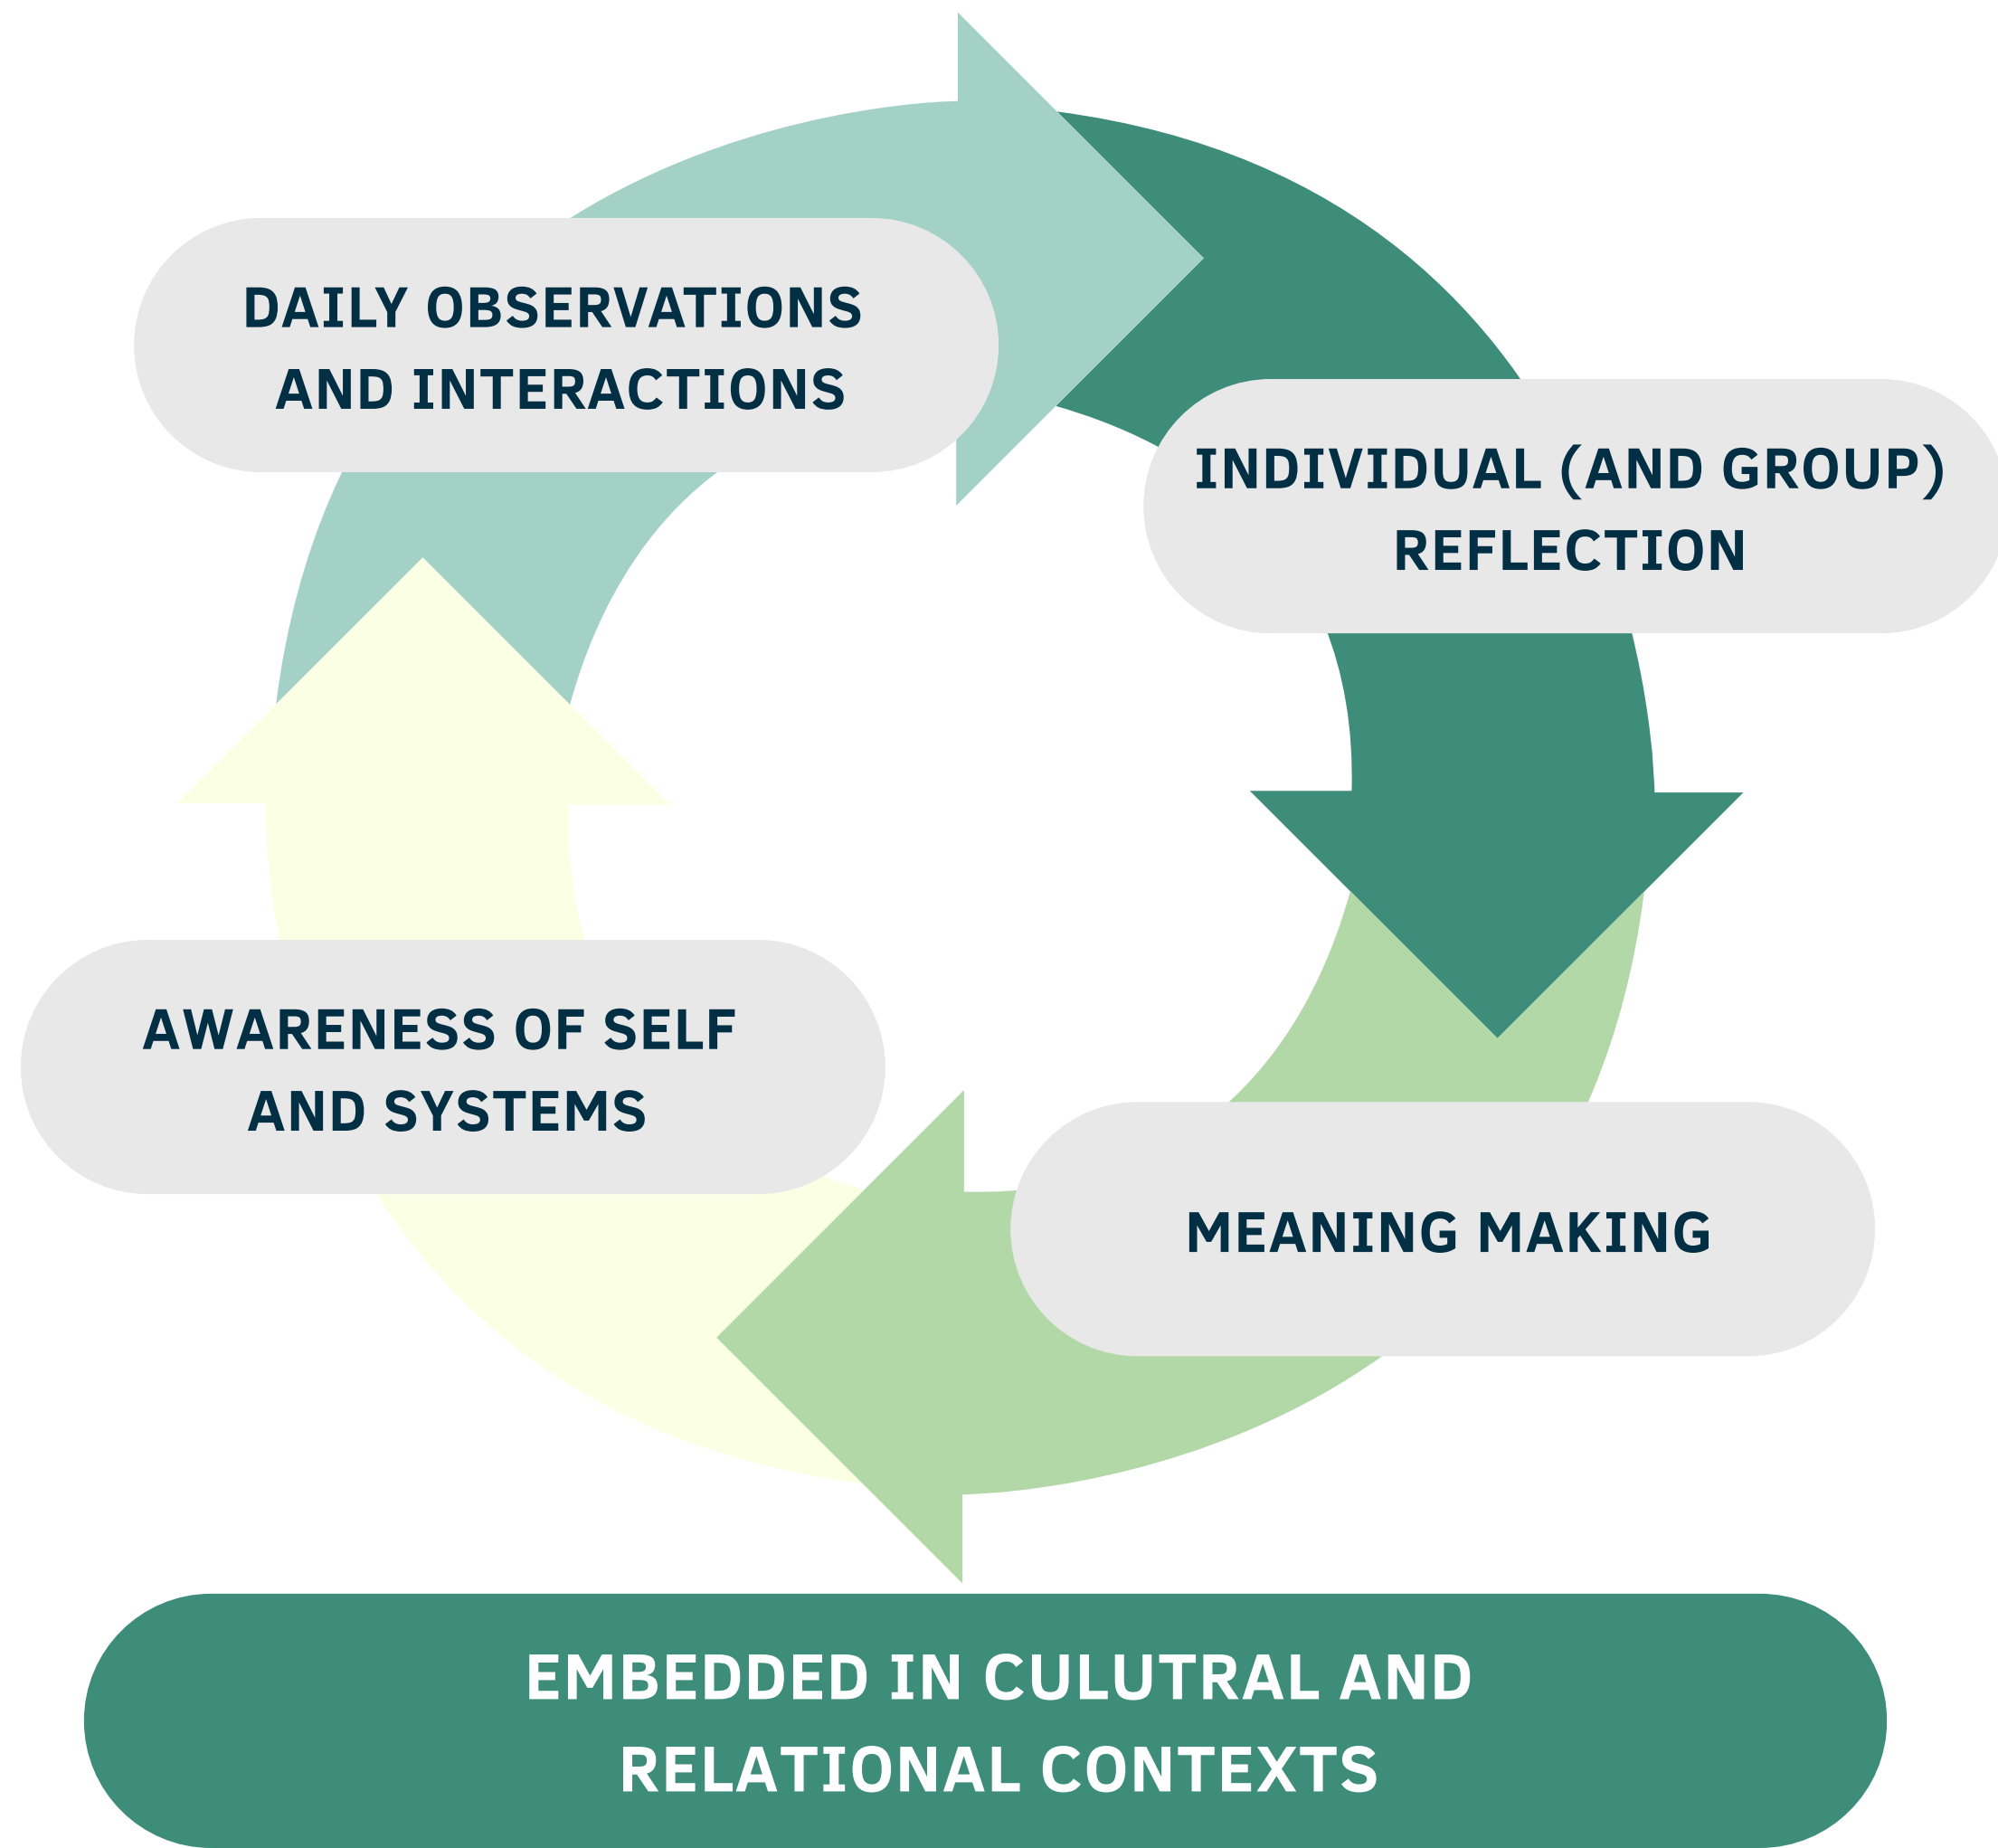 DAILY OBSERVATIONS
AND INTERACTIONS
INDIVIDUAL (AND GROUP)
REFLECTION
AWARENESS OF SELF
AND SYSTEMS
MEANING MAKING
EMBEDDED IN CULUTRAL AND
RELATIONAL CONTEXTS